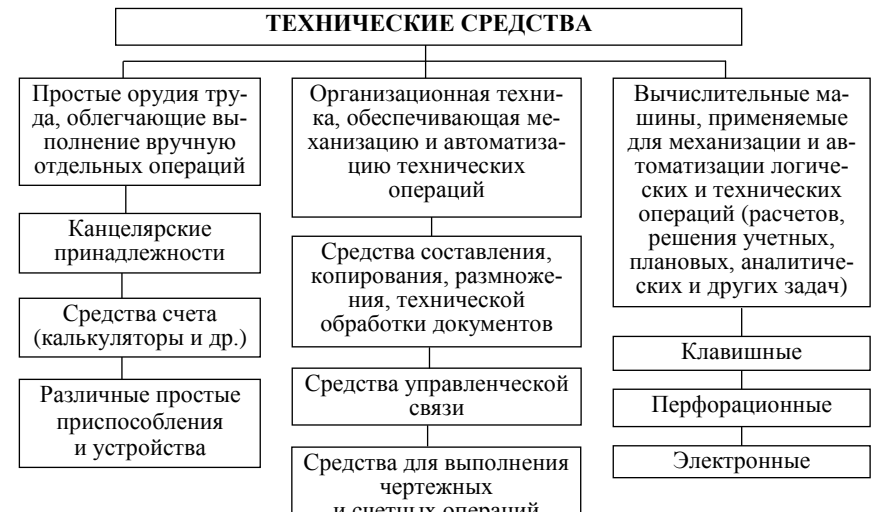 ТЕХНИЧЕСКИЕ СРЕДСТВА
Простые орудия тру-
да, облегчающие вы-
полнение вручную
отдельных операций
Канцелярские
принадлежности
Средства счета
(калькуляторы и др.)
Различные простые
приспособления
и устройства
Организационная техни-
ка, обеспечивающая ме-
ханизацию и автоматиза-
цию технических
операций
Средства составления,
копирования, размноже-
ния, технической
обработки документов
Средства управленческой
связи
Средства для выполнения
чертежных
и счетных операций
Вычислительные ма-
шины, применяемые
для механизации и ав-
томатизации логиче-
ских и технических
операций (расчетов,
решения учетных,
плановых, аналитиче-
ских и других задач)
Клавишные
Перфорационные
Электронные